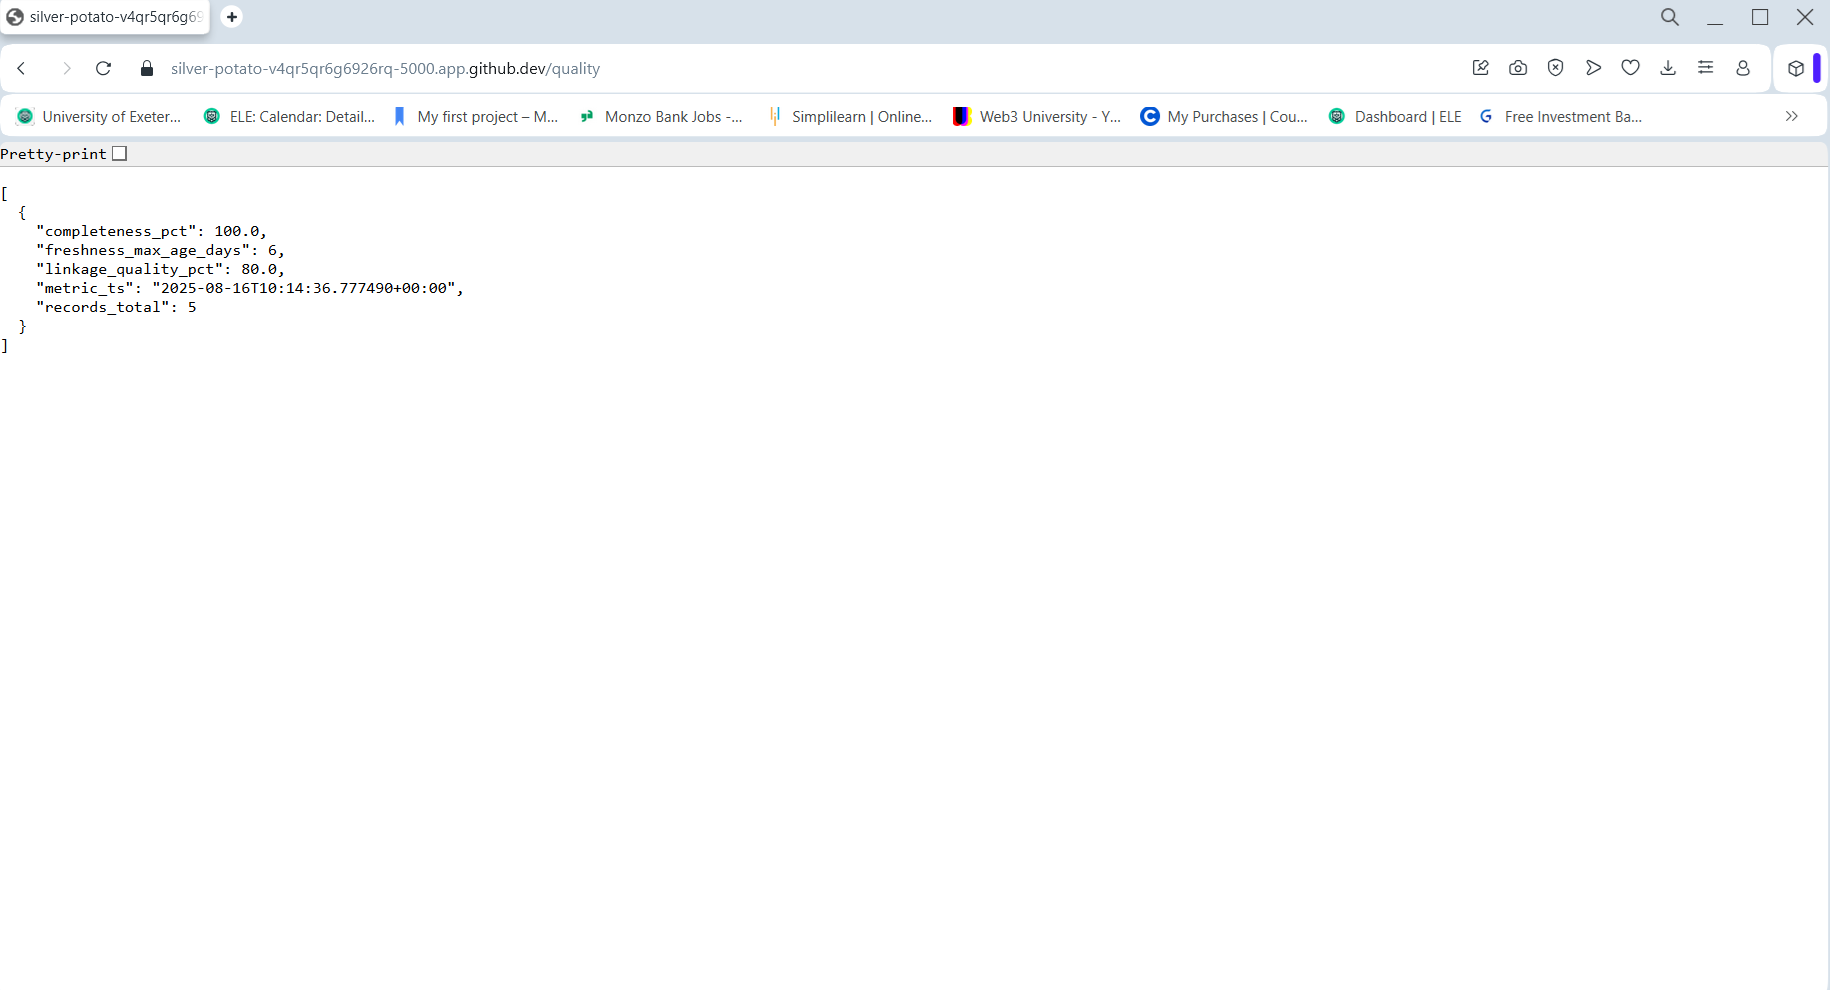 silver-potato-v4qr5qr6g69
silver-potato-v4qr5qr6g6926rq-5000.app.github.dev/quality
University of Exeter... ELE: Calendar: Detail... My first project – M... Monzo Bank Jobs -... Simplilearn | Online... Web3 University - Y... My Purchases | Cou... Dashboard | ELE Free Investment Ba...
Pretty-print
[
  {
    "completeness_pct": 100.0,
    "freshness_max_age_days": 6,
    "linkage_quality_pct": 80.0,
    "metric_ts": "2025-08-16T10:14:36.777490+00:00",
    "records_total": 5
  }
]